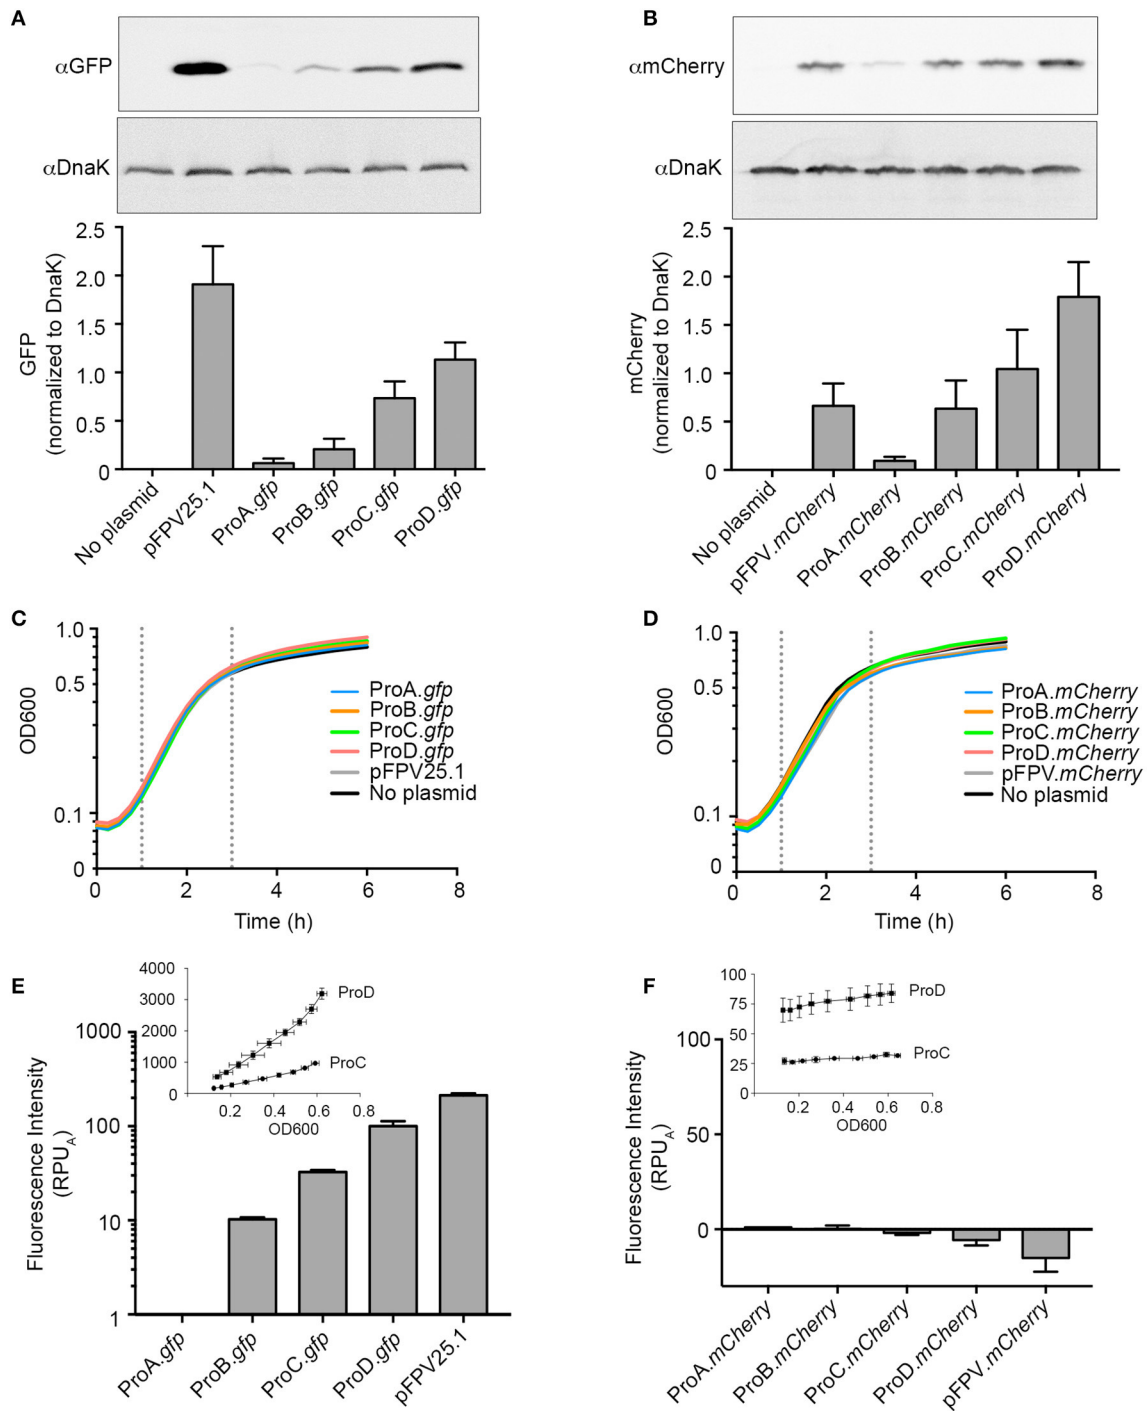 A
αGFP
αDnaK
2.5
2.0
1.5
1.0
0.5
0
GFP
(normalized to DnaK)
No plasmid
pFPV25.1
ProA.gfp
ProB.gfp
ProC.gfp
ProD.gfp
B
αmCherry
αDnaK
2.5
2.0
1.5
1.0
0.5
0
mCherry
(normalized to DnaK)
No plasmid
pFPV.mCherry
ProA.mCherry
ProB.mCherry
ProC.mCherry
ProD.mCherry
C
1.0
0.5
0.1
0
OD600
0 2 4 6 8
Time (h)
ProA.gfp
ProB.gfp
ProC.gfp
ProD.gfp
pFPV25.1
No plasmid
D
1.0
0.5
0.1
0
OD600
0 2 4 6 8
Time (h)
ProA.mCherry
ProB.mCherry
ProC.mCherry
ProD.mCherry
pFPV.mCherry
No plasmid
E
4000
3000
2000
1000
0
ProD
ProC
0.2 0.4 0.6 0.8
OD600
1000
100
10
1
Fluorescence Intensity
(RPUA)
ProA.gfp
ProB.gfp
ProC.gfp
ProD.gfp
pFPV25.1
F
100
75
50
25
0
ProD
ProC
0.2 0.4 0.6 0.8
OD600
100
50
0
Fluorescence Intensity
(RPUA)
ProA.mCherry
ProB.mCherry
ProC.mCherry
ProD.mCherry
pFPV.mCherry